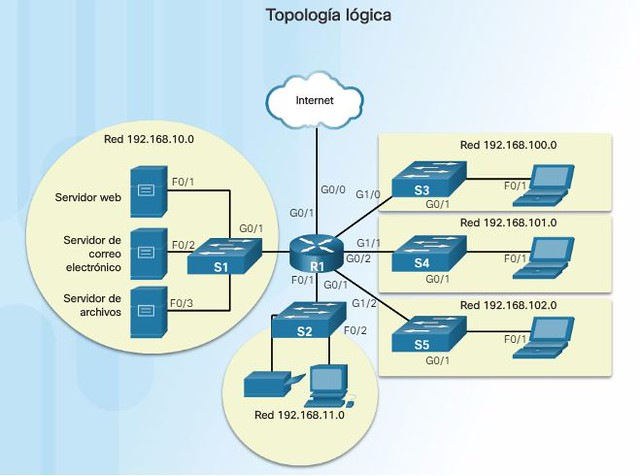 Topología lógica
Internet
Red 192.168.10.0
Servidor web
F0/1
Servidor de
correo
electrónico
F0/2
Servidor de
archivos
F0/3
G0/1
S1
G0/0
G0/1
G1/0
R1
G1/1
G0/2
F0/1
G0/1
G1/2
S2
F0/2
Red 192.168.11.0
Red 192.168.100.0
S3
G0/1
F0/1
Red 192.168.101.0
S4
G0/1
F0/1
Red 192.168.102.0
S5
G0/1
F0/1